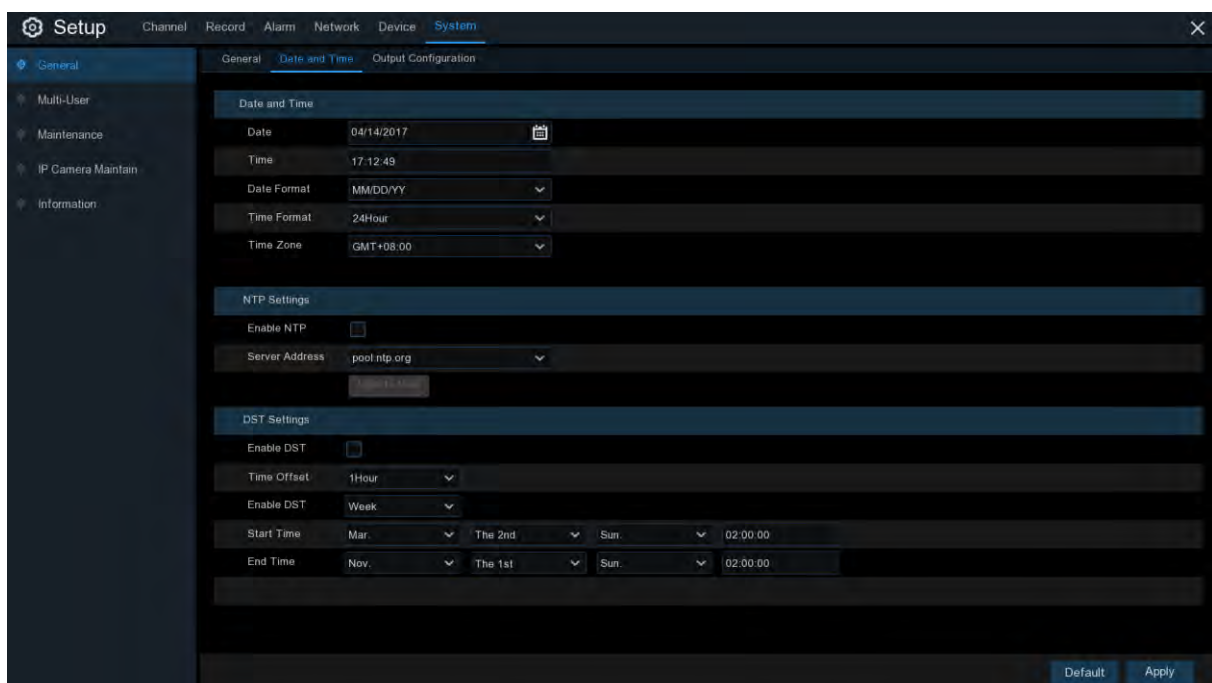 Setup Channel Record Alarm Network Device System
General Date and Time Output Configuration
General
Multi-User
Maintenance
IP Camera Maintain
Information
Date and Time
Date 04/14/2017
Time 17:12:49
Date Format MM/DD/YY
Time Format 24Hour
Time Zone GMT+08:00
NTP Settings
Enable NTP
Server Address pool.ntp.org
DST Settings
Enable DST
Time Offset 1Hour
Enable DST Week
Start Time Mar. The 2nd Sun. 02:00:00
End Time Nov. The 1st Sun. 02:00:00
Default Apply